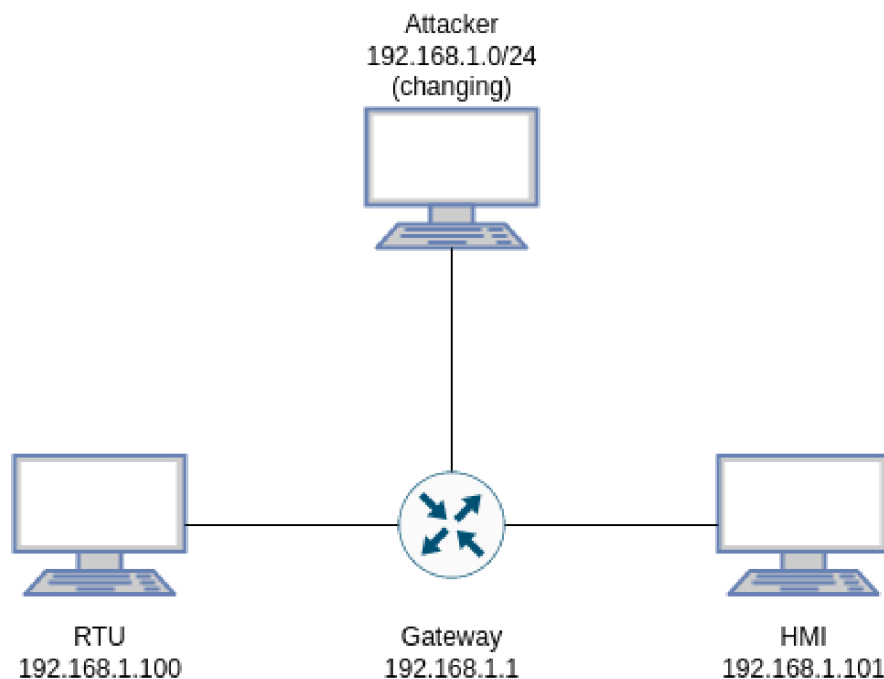 Attacker
192.168.1.0/24
(changing)
RTU
192.168.1.100
Gateway
192.168.1.1
HMI
192.168.1.101